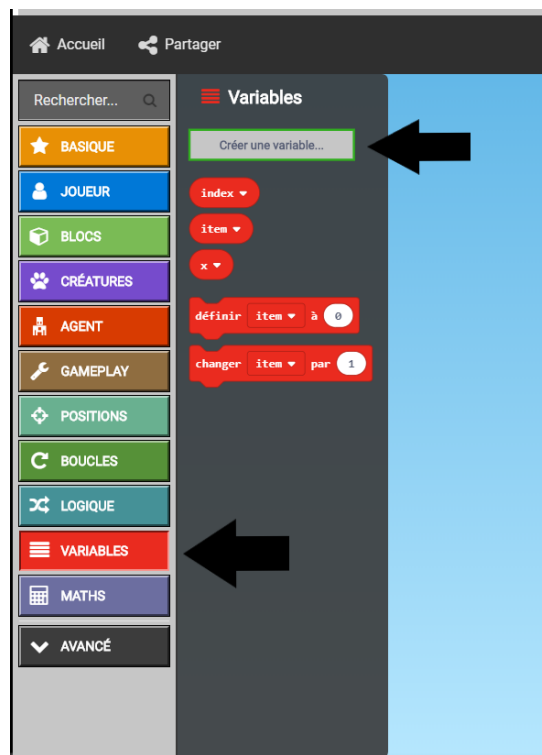 Accueil Partager
Rechercher...
BASIQUE
JOUEUR
BLOCS
CRÉATURES
AGENT
GAMEPLAY
POSITIONS
BOUCLES
LOGIQUE
VARIABLES
MATHS
AVANCÉ
Variables
Créer une variable...
index
item
x
définir item à 0
changer item par 1